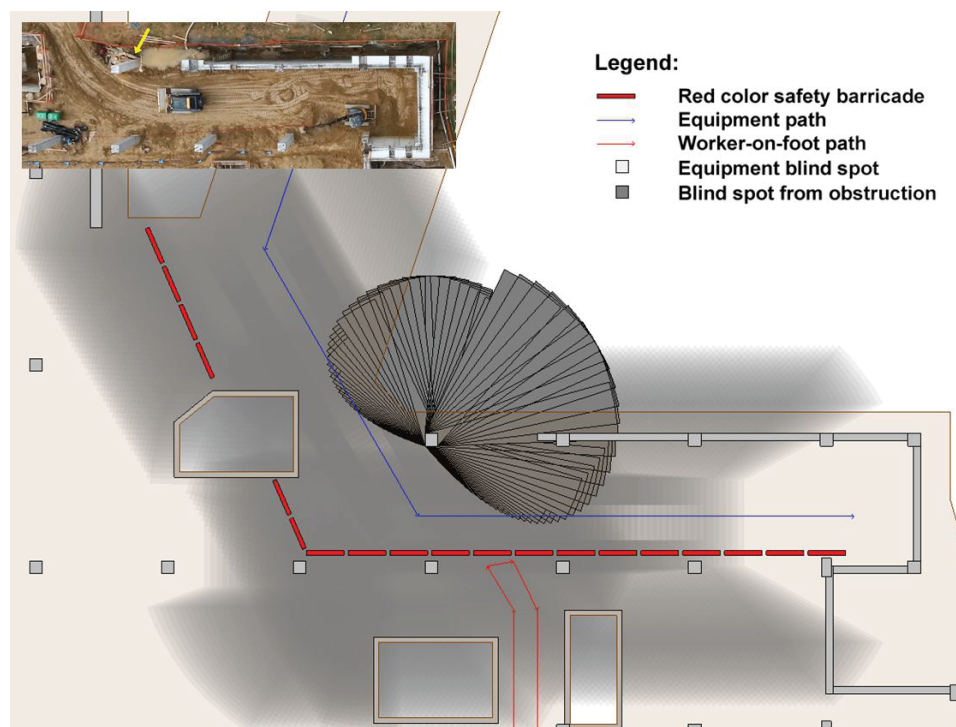 Legend:
Red color safety barricade
Equipment path
Worker-on-foot path
Equipment blind spot
Blind spot from obstruction